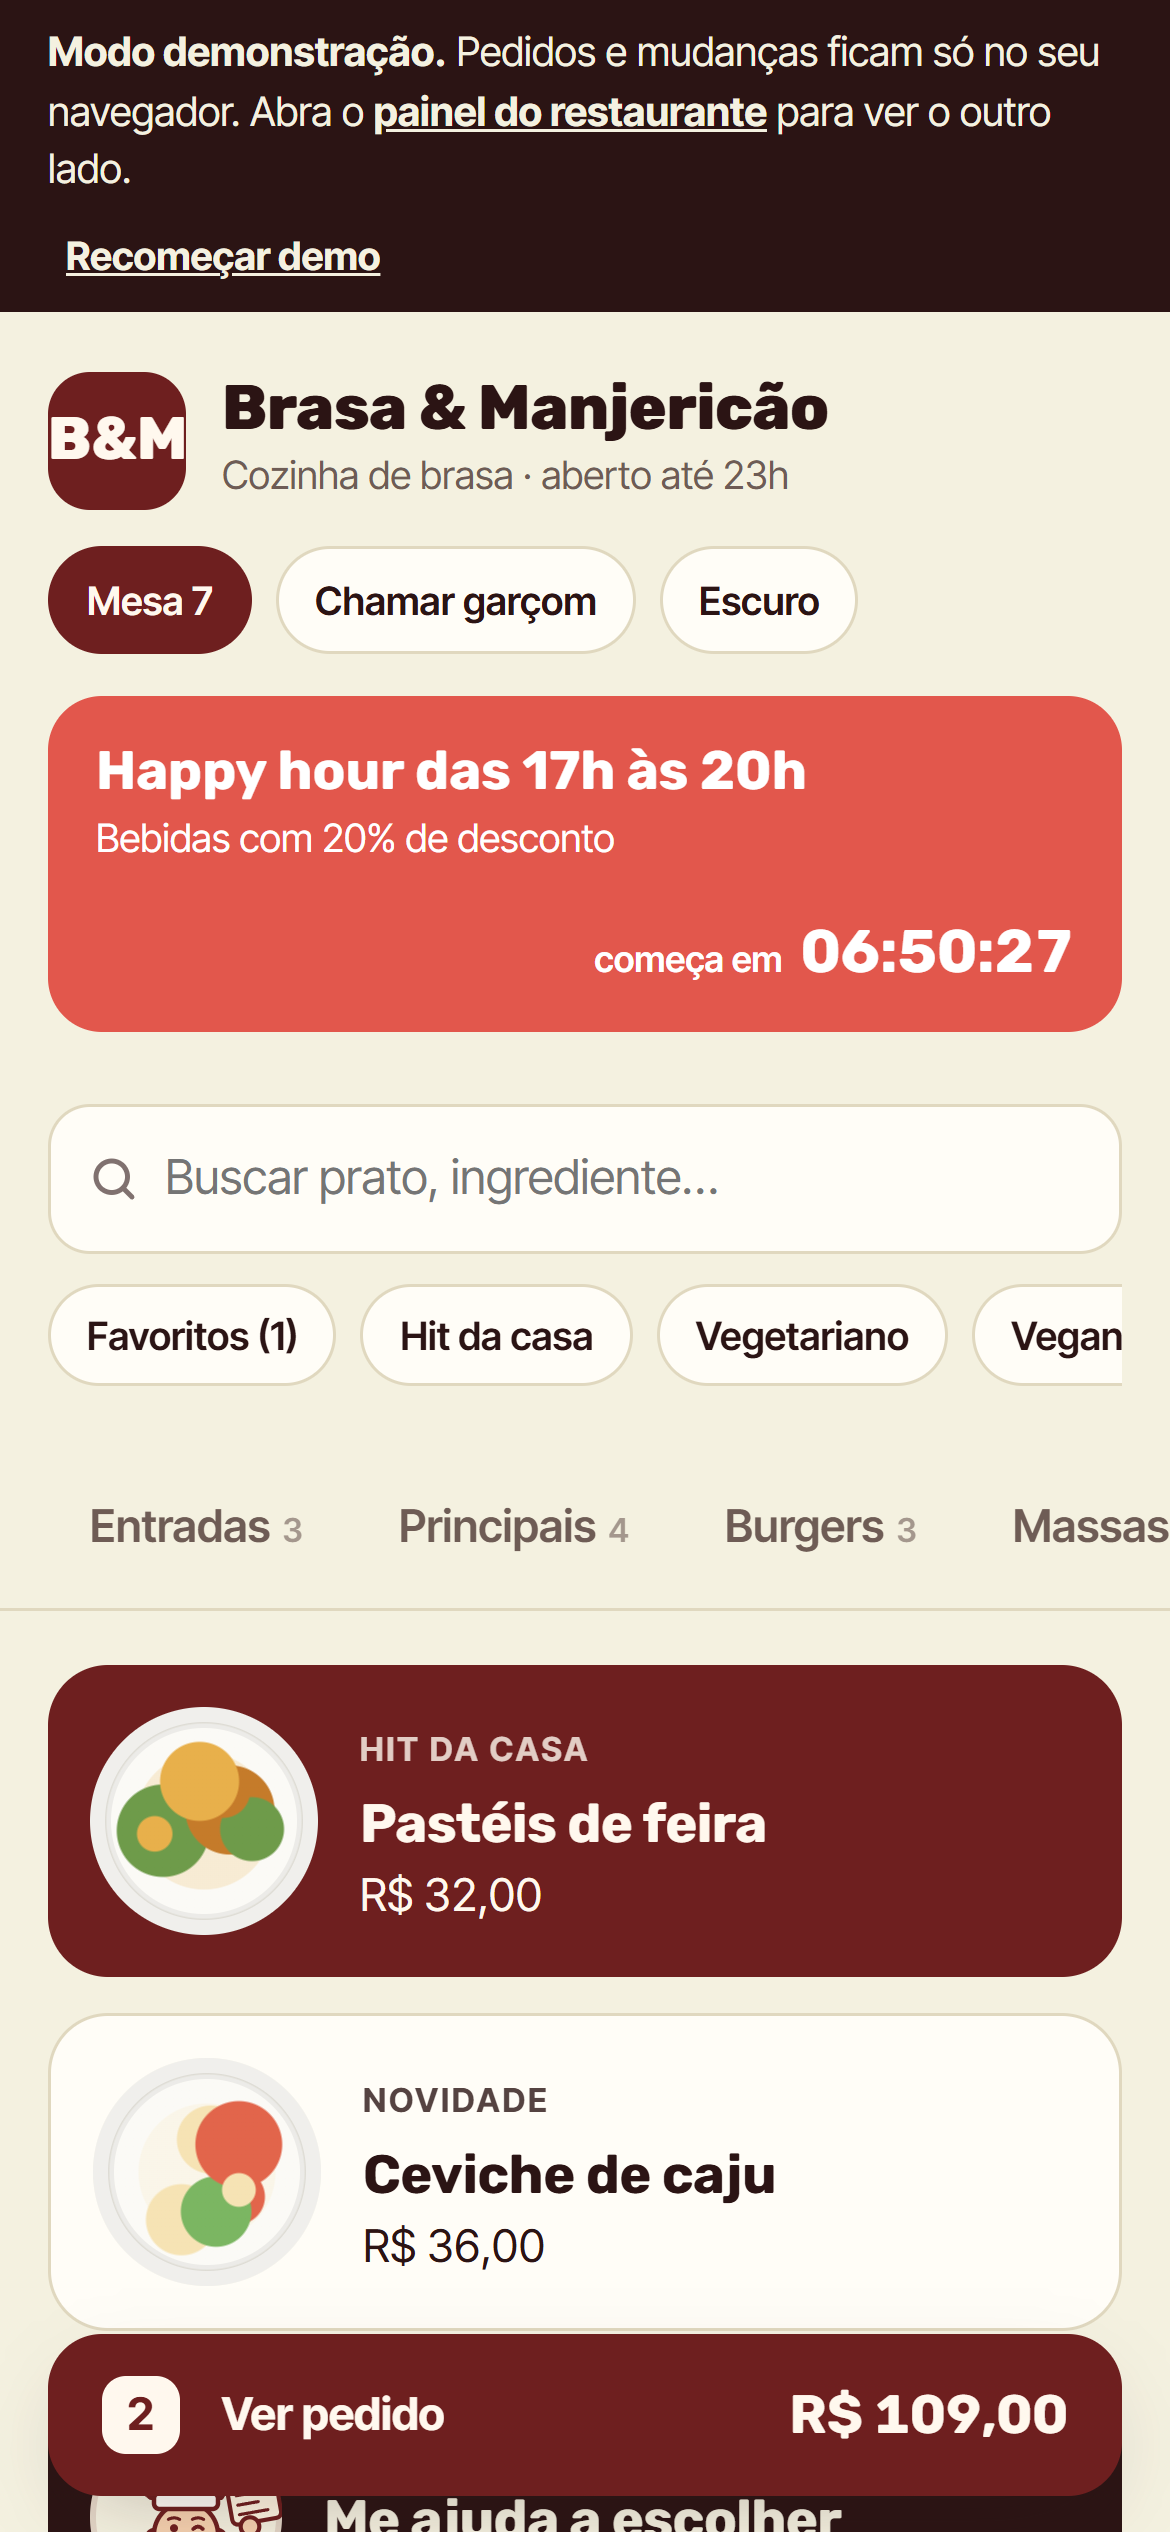 Modo demonstração. Pedidos e mudanças ficam só no seu
navegador. Abra o painel do restaurante para ver o outro
lado.
Recomeçar demo
B&M
Brasa & Manjericão
Cozinha de brasa · aberto até 23h
Mesa 7
Chamar garçom
Escuro
Happy hour das 17h às 20h
Bebidas com 20% de desconto
começa em 06:50:27
Buscar prato, ingrediente...
Favoritos (1)
Hit da casa
Vegetariano
Vegan
Entradas 3
Principais 4
Burgers 3
Massas
HIT DA CASA
Pastéis de feira
R$ 32,00
NOVIDADE
Ceviche de caju
R$ 36,00
2 Ver pedido R$ 109,00
Me ajuda a escolher